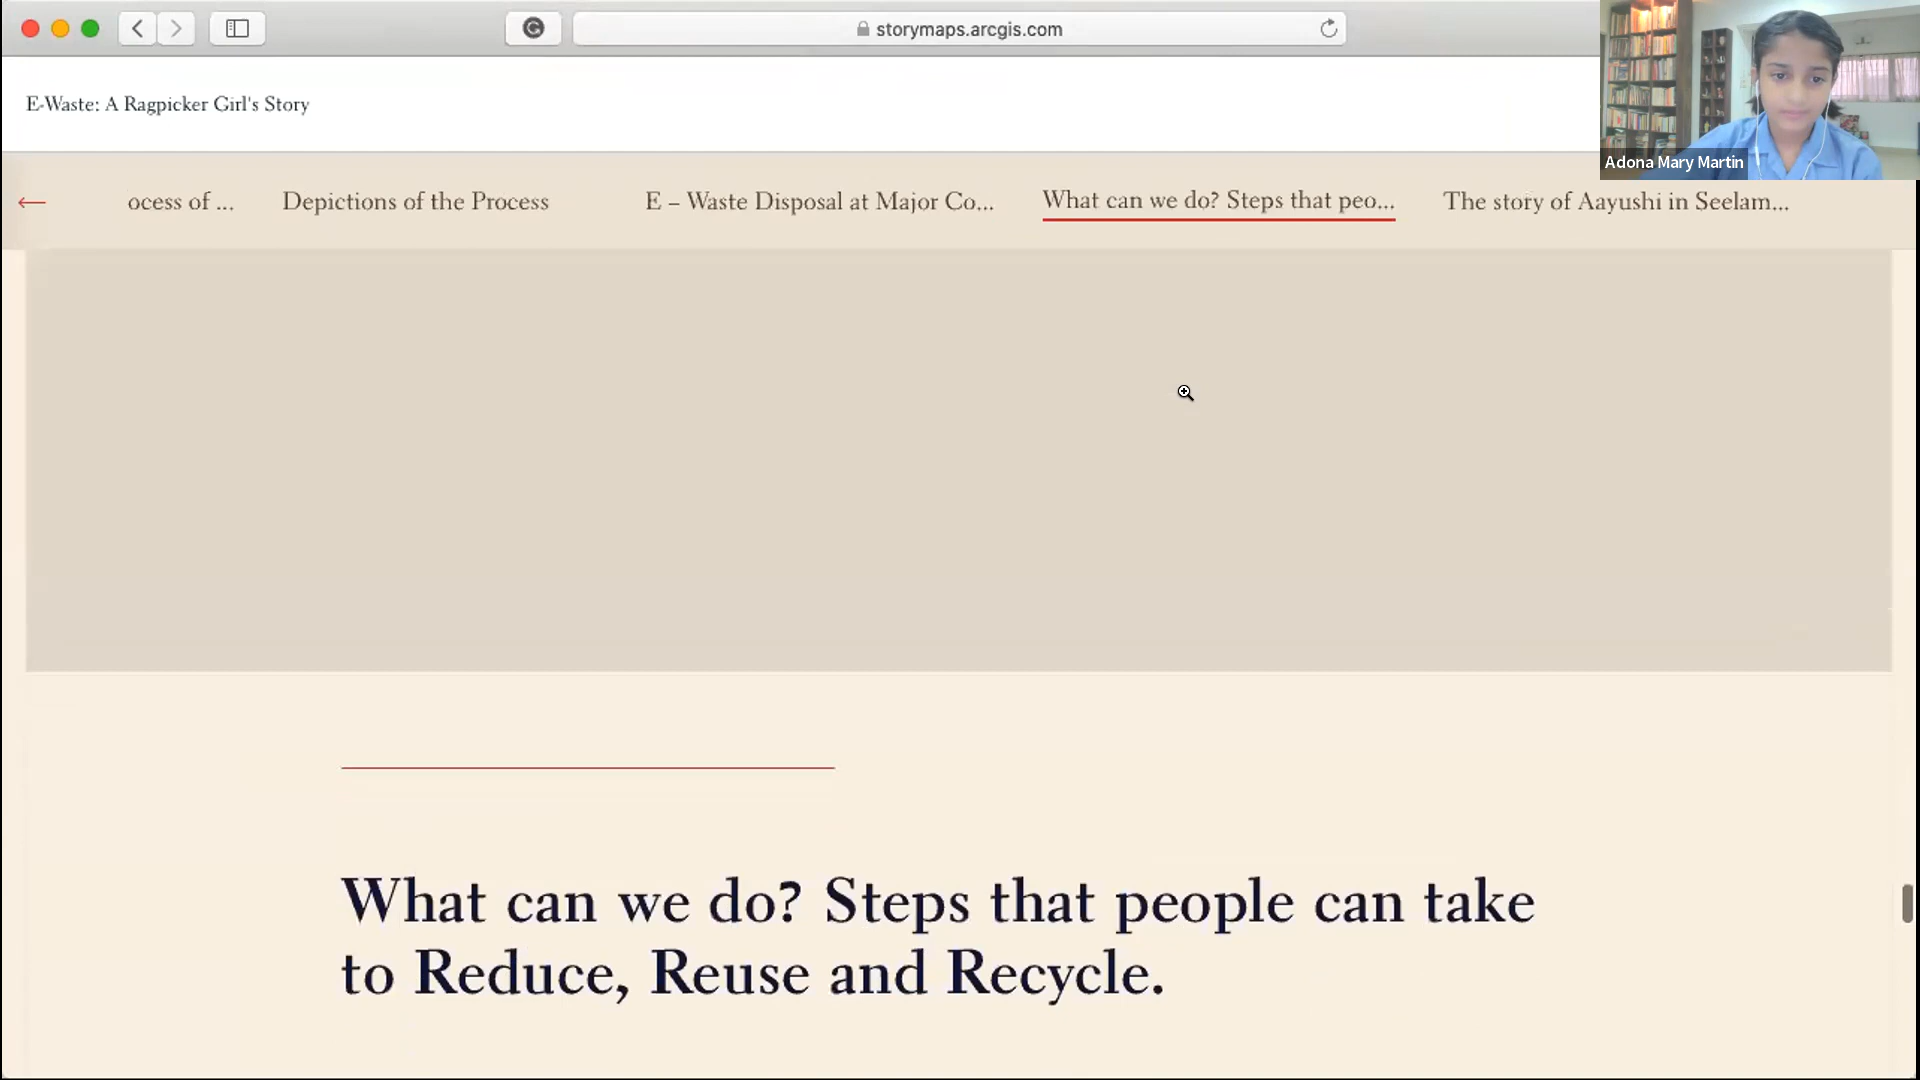 storymaps.arcgis.com
E-Waste: A Ragpicker Girl's Story
Adona Mary Martin
ocess of ...
Depictions of the Process
E – Waste Disposal at Major Co...
What can we do? Steps that peo...
The story of Aayushi in Seelam...
What can we do? Steps that people can take
to Reduce, Reuse and Recycle.